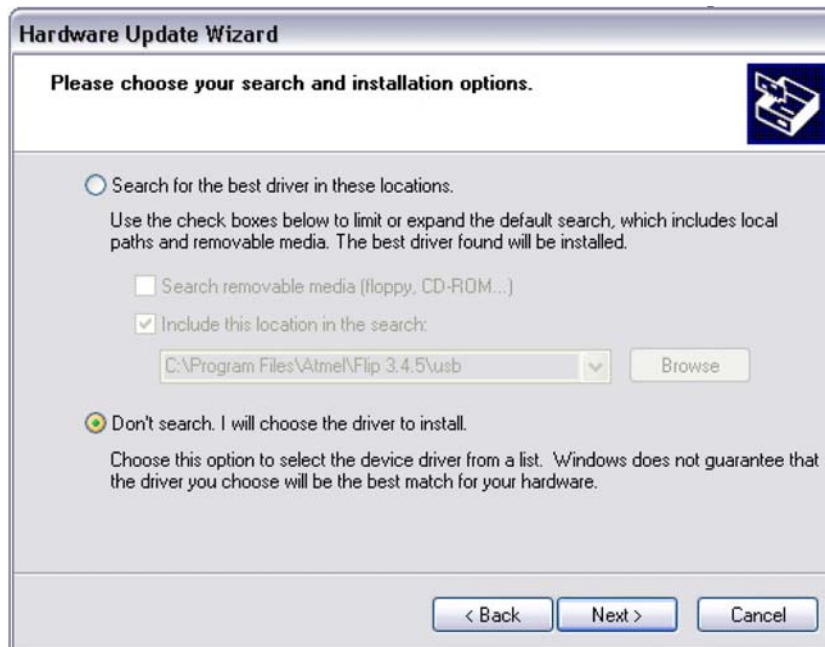 Hardware Update Wizard
Please choose your search and installation options.
Search for the best driver in these locations.
Use the check boxes below to limit or expand the default search, which includes local
paths and removable media. The best driver found will be installed.
Search removable media (floppy, CD-ROM...)
Include this location in the search:
C:\Program Files\Atmel\Flip 3.4.5\usb
Browse
Don't search. I will choose the driver to install.
Choose this option to select the device driver from a list.  Windows does not guarantee that
the driver you choose will be the best match for your hardware.
< Back
Next >
Cancel